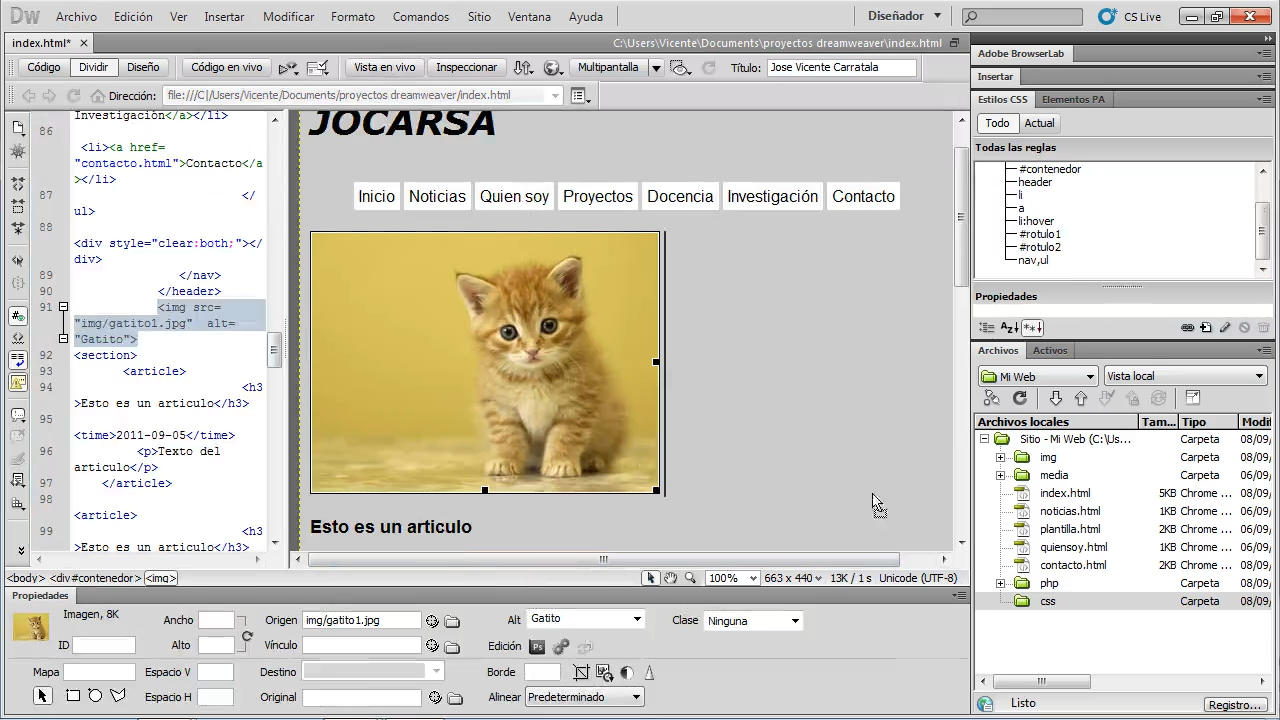 Dw Archivo Edición Ver Insertar Modificar Formato Comandos Sitio Ventana Ayuda Diseñador CS Live
index.html* C:\Users\Vicente\Documents\proyectos dreamweaver\index.html
Código Dividir Diseño Código en vivo Vista en vivo Inspeccionar Multipantalla Título: Jose Vicente Carratala
Dirección: file:///C|/Users/Vicente/Documents/proyectos dreamweaver/index.html
Investigación</a></li>
86
<li><a href=
"contacto.html">Contacto</a
></li>
87 </
ul>
88
<div style="clear:both;"></
div>
89 </nav>
90 </header>
91 <img src=
"img/gatito1.jpg" alt=
"Gatito">
92 <section>
93 <article>
94 <h3
>Esto es un articulo</h3>
95
<time>2011-09-05</time>
96 <p>Texto del
articulo</p>
97 </article>
98
<article>
99 <h3
>Esto es un articulo</h3>
JOCARSA
Inicio Noticias Quien soy Proyectos Docencia Investigación Contacto
Esto es un articulo
<body> <div#contenedor> <img> 100% 663 x 440 13K / 1 s Unicode (UTF-8)
Propiedades
Imagen, 8K Ancho Origen img/gatito1.jpg Alt Gatito Clase Ninguna
ID Alto Vínculo Edición Ps
Mapa Espacio V Destino Borde
Espacio H Original Alinear Predeterminado
Adobe BrowserLab
Insertar
Estilos CSS Elementos PA
Todo Actual
Todas las reglas
#contenedor
header
li
a
li:hover
#rotulo1
#rotulo2
nav,ul
Propiedades
Archivos Activos
Mi Web Vista local
Archivos locales Tam... Tipo Modif
Sitio - Mi Web (C:\Us... Carpeta 08/09/
img Carpeta 08/09/
media Carpeta 06/09/
index.html 5KB Chrome ... 08/09/
noticias.html 1KB Chrome ... 06/09/
plantilla.html 2KB Chrome ... 06/09/
quiensoy.html 1KB Chrome ... 06/09/
contacto.html 2KB Chrome ... 08/09/
php Carpeta 08/09/
css Carpeta 08/09/
Listo Registro...